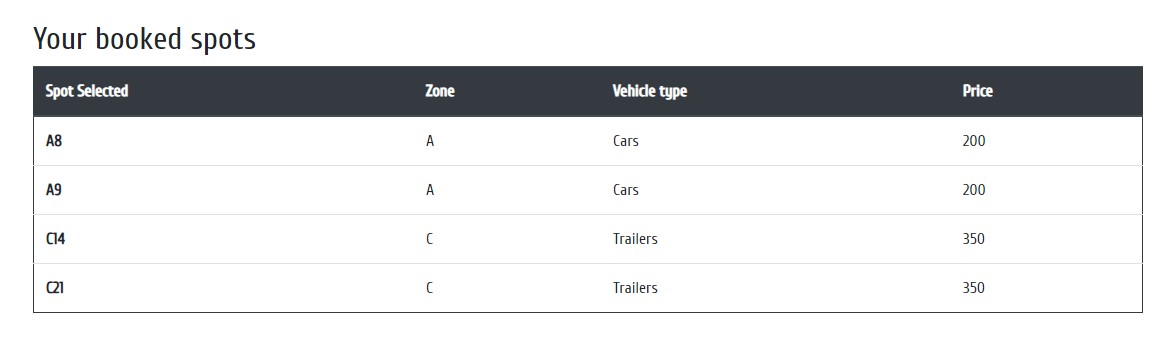 Your booked spots
Spot Selected Zone Vehicle type Price
A8 A Cars 200
A9 A Cars 200
C14 C Trailers 350
C21 C Trailers 350